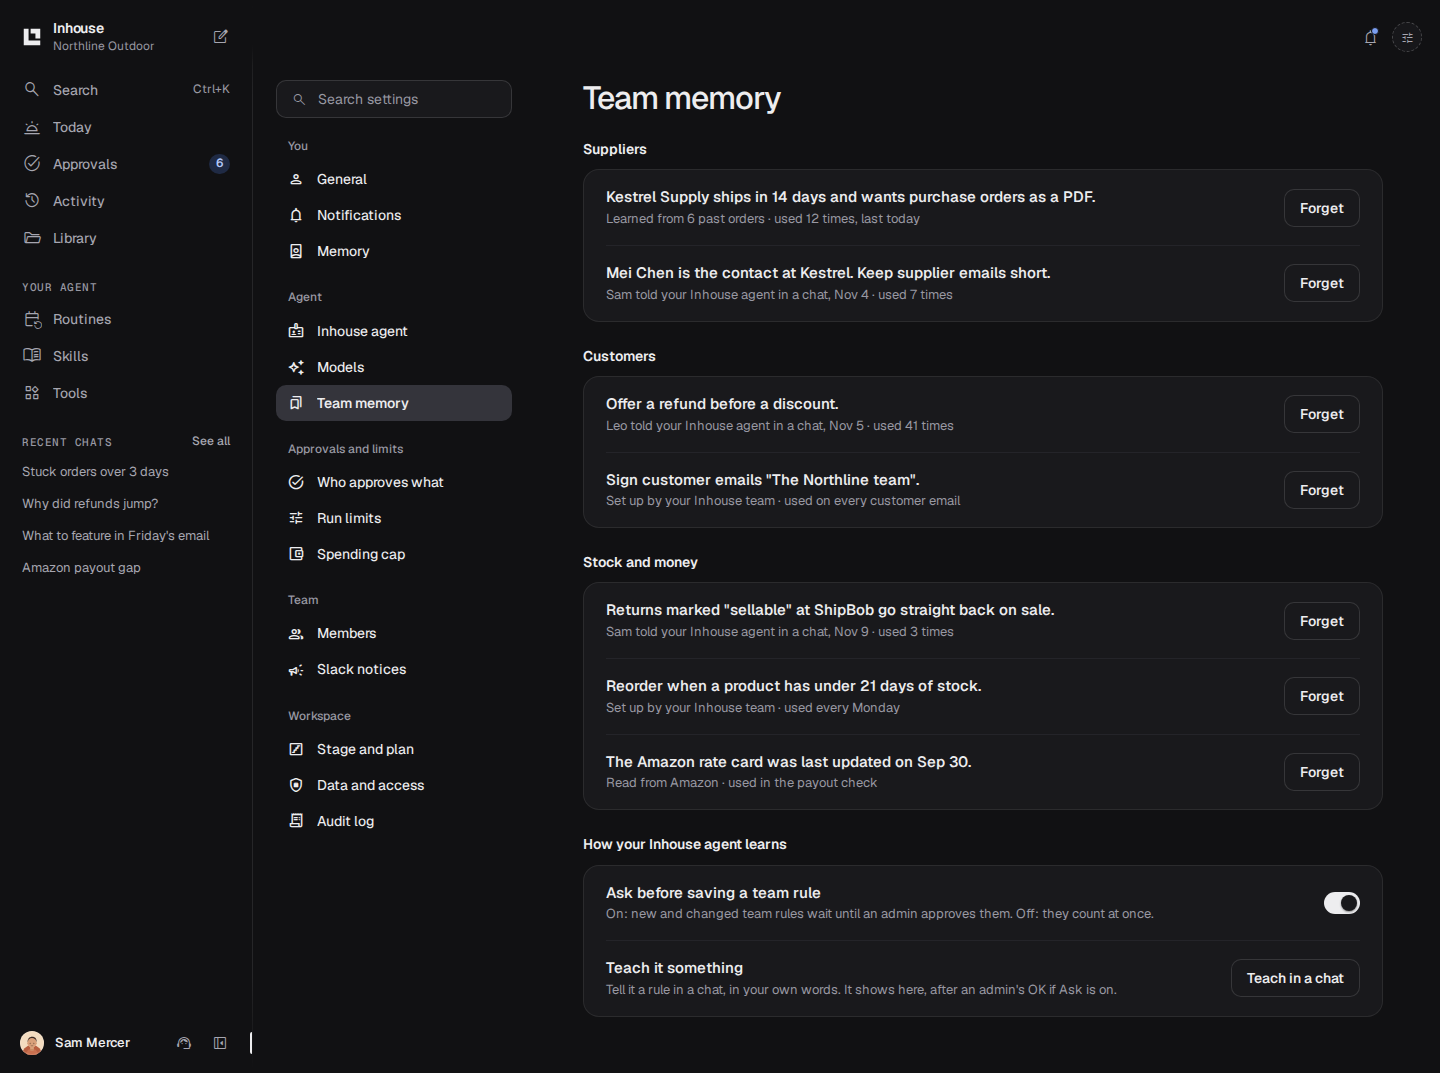 Inhouse
Northline Outdoor
Search
Ctrl+K
Today
Approvals
6
Activity
Library
YOUR AGENT
Routines
Skills
Tools
RECENT CHATS
See all
Stuck orders over 3 days
Why did refunds jump?
What to feature in Friday's email
Amazon payout gap
Sam Mercer
Search settings
You
General
Notifications
Memory
Agent
Inhouse agent
Models
Team memory
Approvals and limits
Who approves what
Run limits
Spending cap
Team
Members
Slack notices
Workspace
Stage and plan
Data and access
Audit log
Team memory
Suppliers
Kestrel Supply ships in 14 days and wants purchase orders as a PDF.
Learned from 6 past orders · used 12 times, last today
Forget
Mei Chen is the contact at Kestrel. Keep supplier emails short.
Sam told your Inhouse agent in a chat, Nov 4 · used 7 times
Forget
Customers
Offer a refund before a discount.
Leo told your Inhouse agent in a chat, Nov 5 · used 41 times
Forget
Sign customer emails "The Northline team".
Set up by your Inhouse team · used on every customer email
Forget
Stock and money
Returns marked "sellable" at ShipBob go straight back on sale.
Sam told your Inhouse agent in a chat, Nov 9 · used 3 times
Forget
Reorder when a product has under 21 days of stock.
Set up by your Inhouse team · used every Monday
Forget
The Amazon rate card was last updated on Sep 30.
Read from Amazon · used in the payout check
Forget
How your Inhouse agent learns
Ask before saving a team rule
On: new and changed team rules wait until an admin approves them. Off: they count at once.
Teach it something
Tell it a rule in a chat, in your own words. It shows here, after an admin's OK if Ask is on.
Teach in a chat